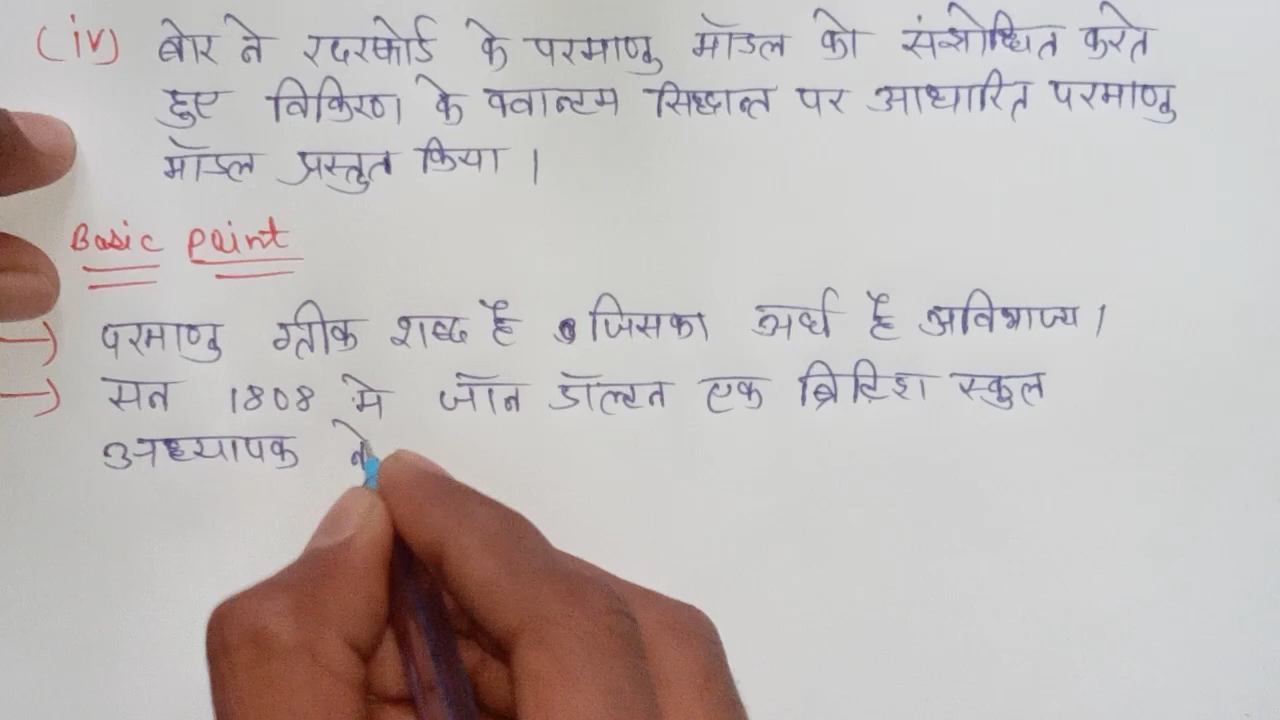 (iv) बोर ने रदरफोर्ड के परमाणु मॉडल को संशोधित करते
हुए विकिरण के क्वान्टम सिद्धान्त पर आधारित परमाणु
मॉडल प्रस्तुत किया ।
Basic point
→ परमाणु ग्रीक शब्द है जिसका अर्थ है अविभाज्य ।
→ सन 1808 मे जॉन डॉल्टन एक ब्रिटिश स्कुल
अध्यापक ने